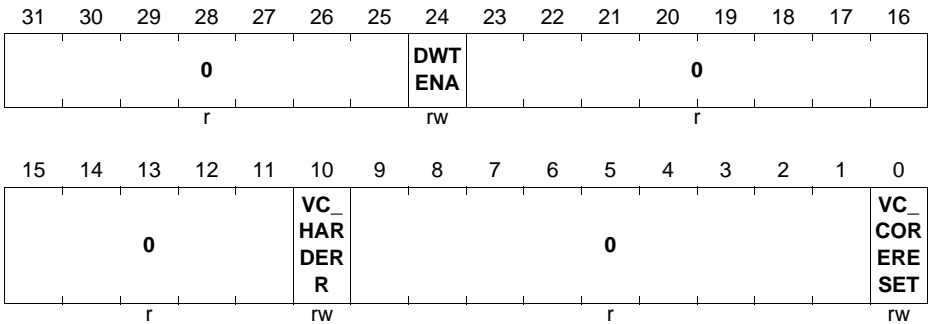 31 30 29 28 27 26 25 24 23 22 21 20 19 18 17 16
0 DWT ENA 0
r rw r
15 14 13 12 11 10 9 8 7 6 5 4 3 2 1 0
0 VC_ HAR DER R 0 VC_ COR ERE SET
r rw r rw